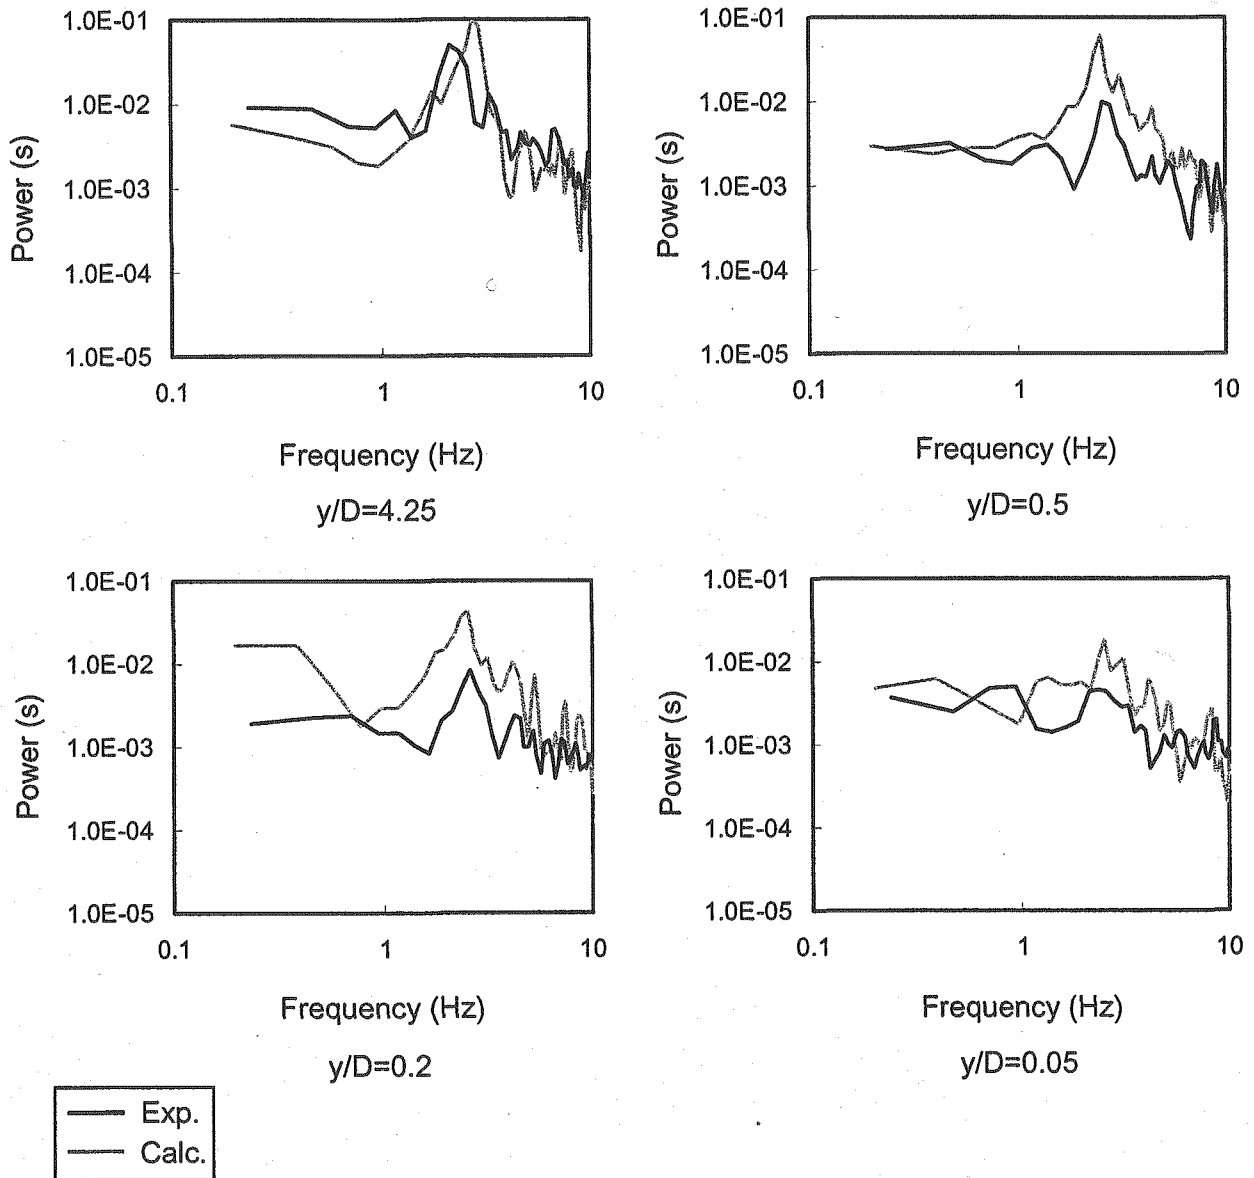 1.0E-01
1.0E-02
1.0E-03
1.0E-04
1.0E-05
Power (s)
0.1 1 10
Frequency (Hz)
y/D=4.25
1.0E-01
1.0E-02
1.0E-03
1.0E-04
1.0E-05
Power (s)
0.1 1 10
Frequency (Hz)
y/D=0.5
1.0E-01
1.0E-02
1.0E-03
1.0E-04
1.0E-05
Power (s)
0.1 1 10
Frequency (Hz)
y/D=0.2
1.0E-01
1.0E-02
1.0E-03
1.0E-04
1.0E-05
Power (s)
0.1 1 10
Frequency (Hz)
y/D=0.05
Exp.
Calc.